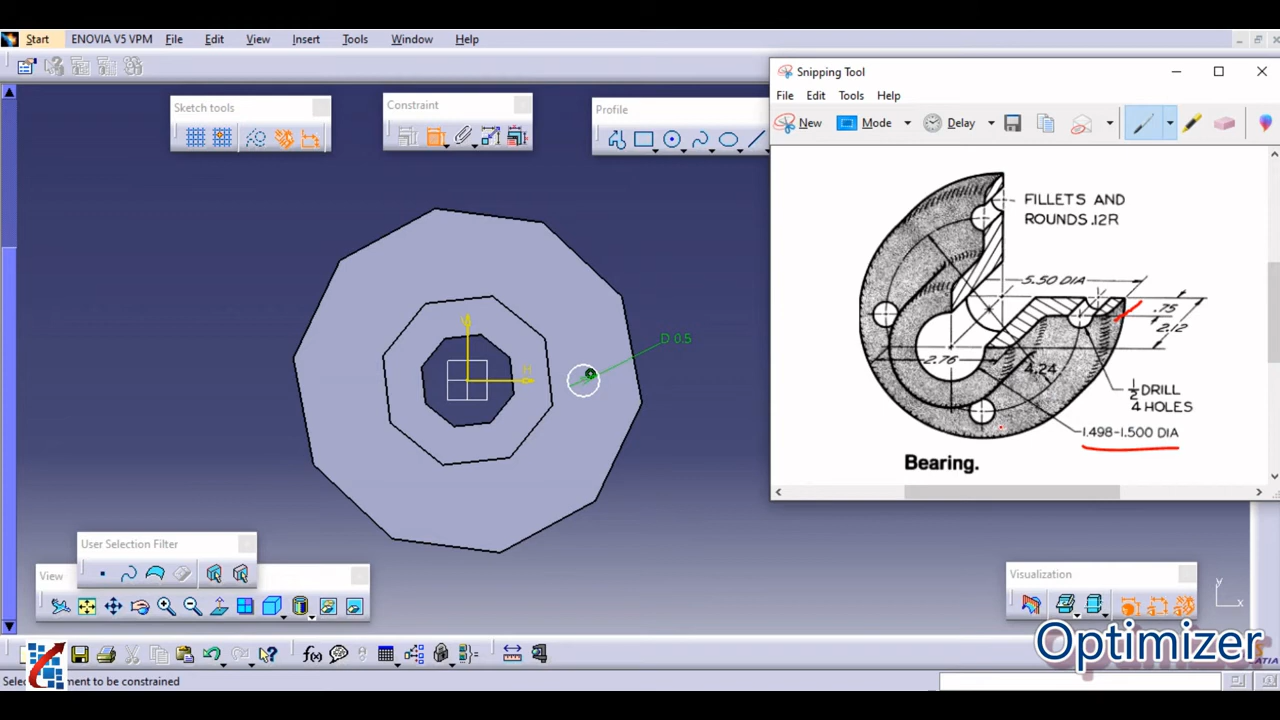 Start ENOVIA V5 VPM File Edit View Insert Tools Window Help
Sketch tools
Constraint
Profile
Snipping Tool
File Edit Tools Help
New Mode Delay
FILLETS AND
ROUNDS .12R
5.50 DIA
.75
2.12
2.76
4.24
½ DRILL
4 HOLES
1.498-1.500 DIA
Bearing.
D 0.5
H
User Selection Filter
View
Visualization
y
x
f(x)
Optimizer
ment to be constrained